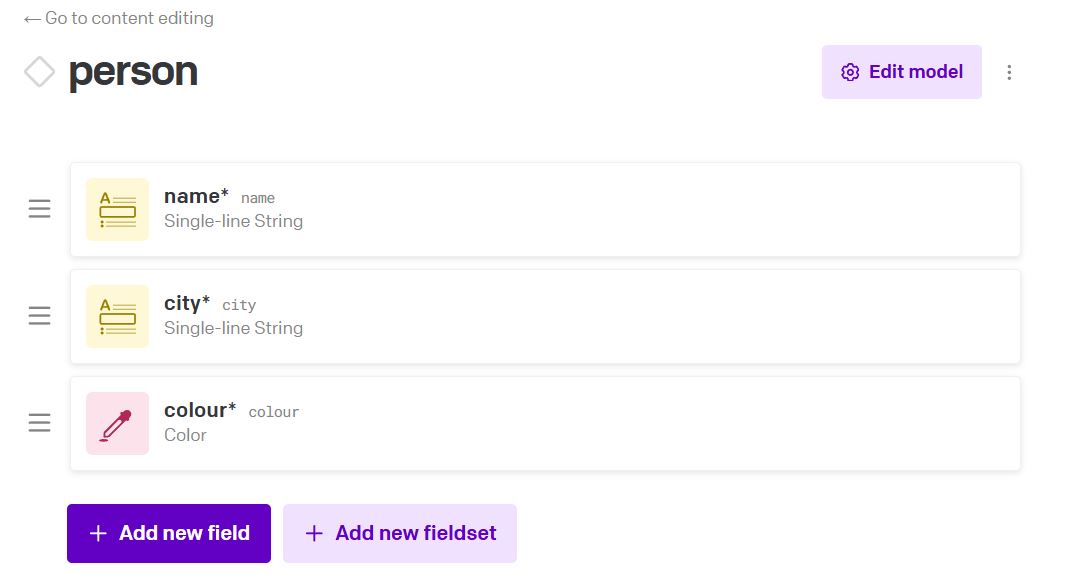 ← Go to content editing
person
Edit model
name* name
Single-line String
city* city
Single-line String
colour* colour
Color
+ Add new field
+ Add new fieldset